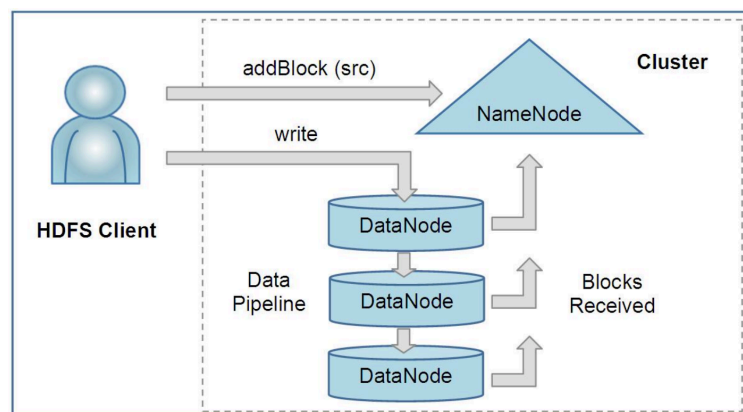 Cluster
addBlock (src)
NameNode
write
HDFS Client
DataNode
Data
Pipeline
DataNode
Blocks
Received
DataNode